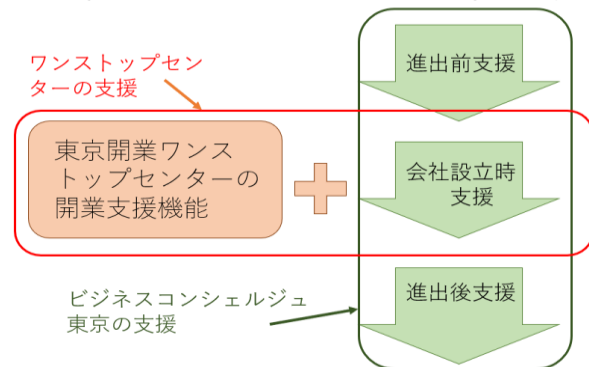 ワンストップセン
ターの支援
進出前支援
東京開業ワンス
トップセンターの
開業支援機能
会社設立時
支援
進出後支援
ビジネスコンシェルジュ
東京の支援